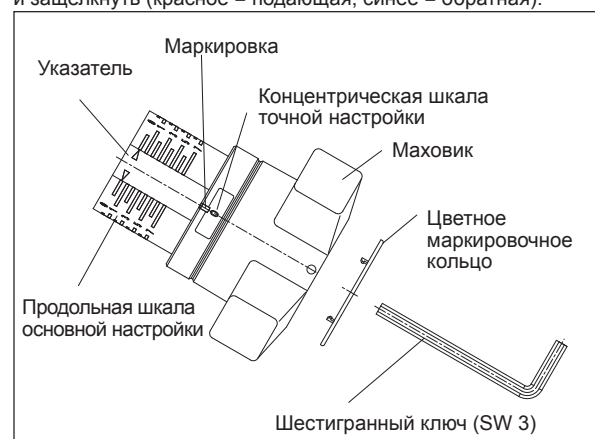 и защёлкнуть (красное = подающая, синее = обратная).
Маркировка
Указатель
Концентрическая шкала
точной настройки
Маховик
Цветное
маркировочное
кольцо
Продольная шкала
основной настройки
Шестигранный ключ (SW 3)